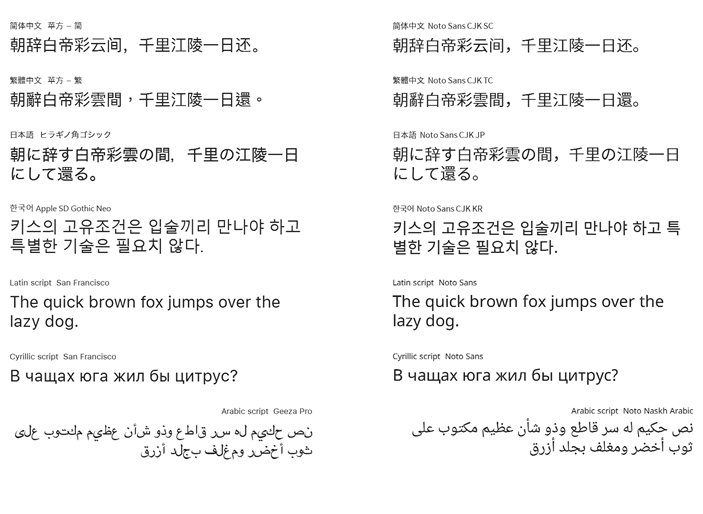 简体中文 苹方 – 简
朝辞白帝彩云间，千里江陵一日还。
繁體中文 苹方 – 繁
朝辭白帝彩雲間，千里江陵一日還。
日本語 ヒラギノ角ゴシック
朝に辞す白帝彩雲の間，千里の江陵一日
にして還る。
한국어 Apple SD Gothic Neo
키스의 고유조건은 입술끼리 만나야 하고
특별한 기술은 필요치 않다.
Latin script San Francisco
The quick brown fox jumps over the
lazy dog.
Cyrillic script San Francisco
В чащах юга жил бы цитрус?
Arabic script Geeza Pro
نص حكيم له سر قاطع وذو شأن عظيم مكتوب على
ثوب أخضر ومغلف بجلد أزرق
简体中文 Noto Sans CJK SC
朝辞白帝彩云间，千里江陵一日还。
繁體中文 Noto Sans CJK TC
朝辭白帝彩雲間，千里江陵一日還。
日本語 Noto Sans CJK JP
朝に辞す白帝彩雲の間，千里の江陵一日
にして還る。
한국어 Noto Sans CJK KR
키스의 고유조건은 입술끼리 만나야 하고 특
별한 기술은 필요치 않다.
Latin script Noto Sans
The quick brown fox jumps over the
lazy dog.
Cyrillic script Noto Sans
В чащах юга жил бы цитрус?
Arabic script Noto Naskh Arabic
نص حكيم له سر قاطع وذو شأن عظيم مكتوب على
ثوب أخضر ومغلف بجلد أزرق